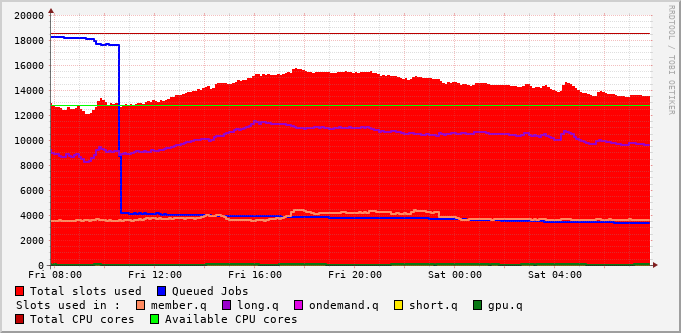 20000
18000
16000
14000
12000
10000
8000
6000
4000
2000
0
Fri 08:00 Fri 12:00 Fri 16:00 Fri 20:00 Sat 00:00 Sat 04:00
Total slots used Queued Jobs
Slots used in : member.q long.q ondemand.q short.q gpu.q
Total CPU cores Available CPU cores
RRDTOOL / TOBI OETIKER